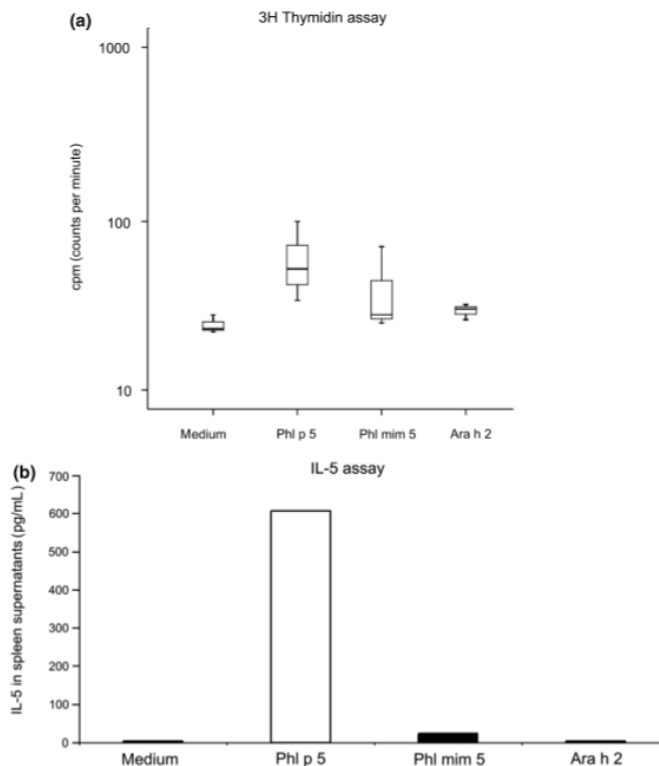 (a)
3H Thymidin assay
1000
100
10
cpm (counts per minute)
Medium Phl p 5 Phl mim 5 Ara h 2
(b)
IL-5 assay
700
600
500
400
300
200
100
0
IL-5 in spleen supernatants (pg/mL)
Medium Phl p 5 Phl mim 5 Ara h 2